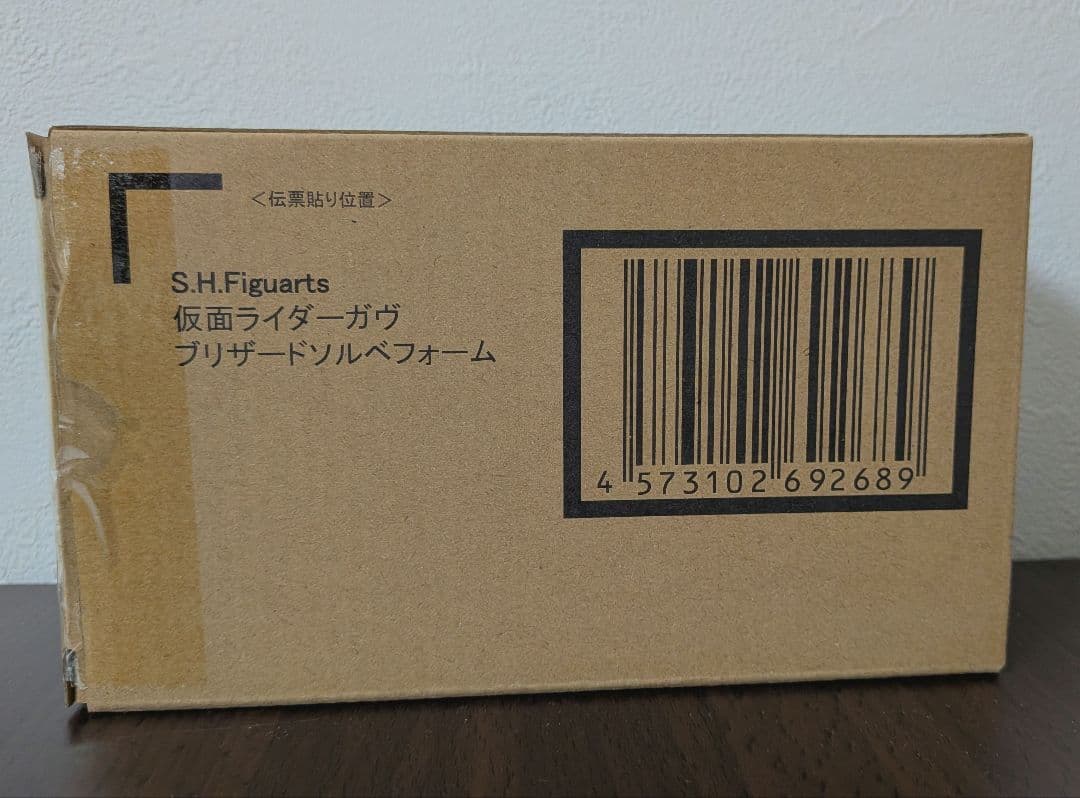 ＜伝票貼り位置＞
S.H.Figuarts
仮面ライダーガヴ
ブリザードソルベフォーム
4 573102 692689